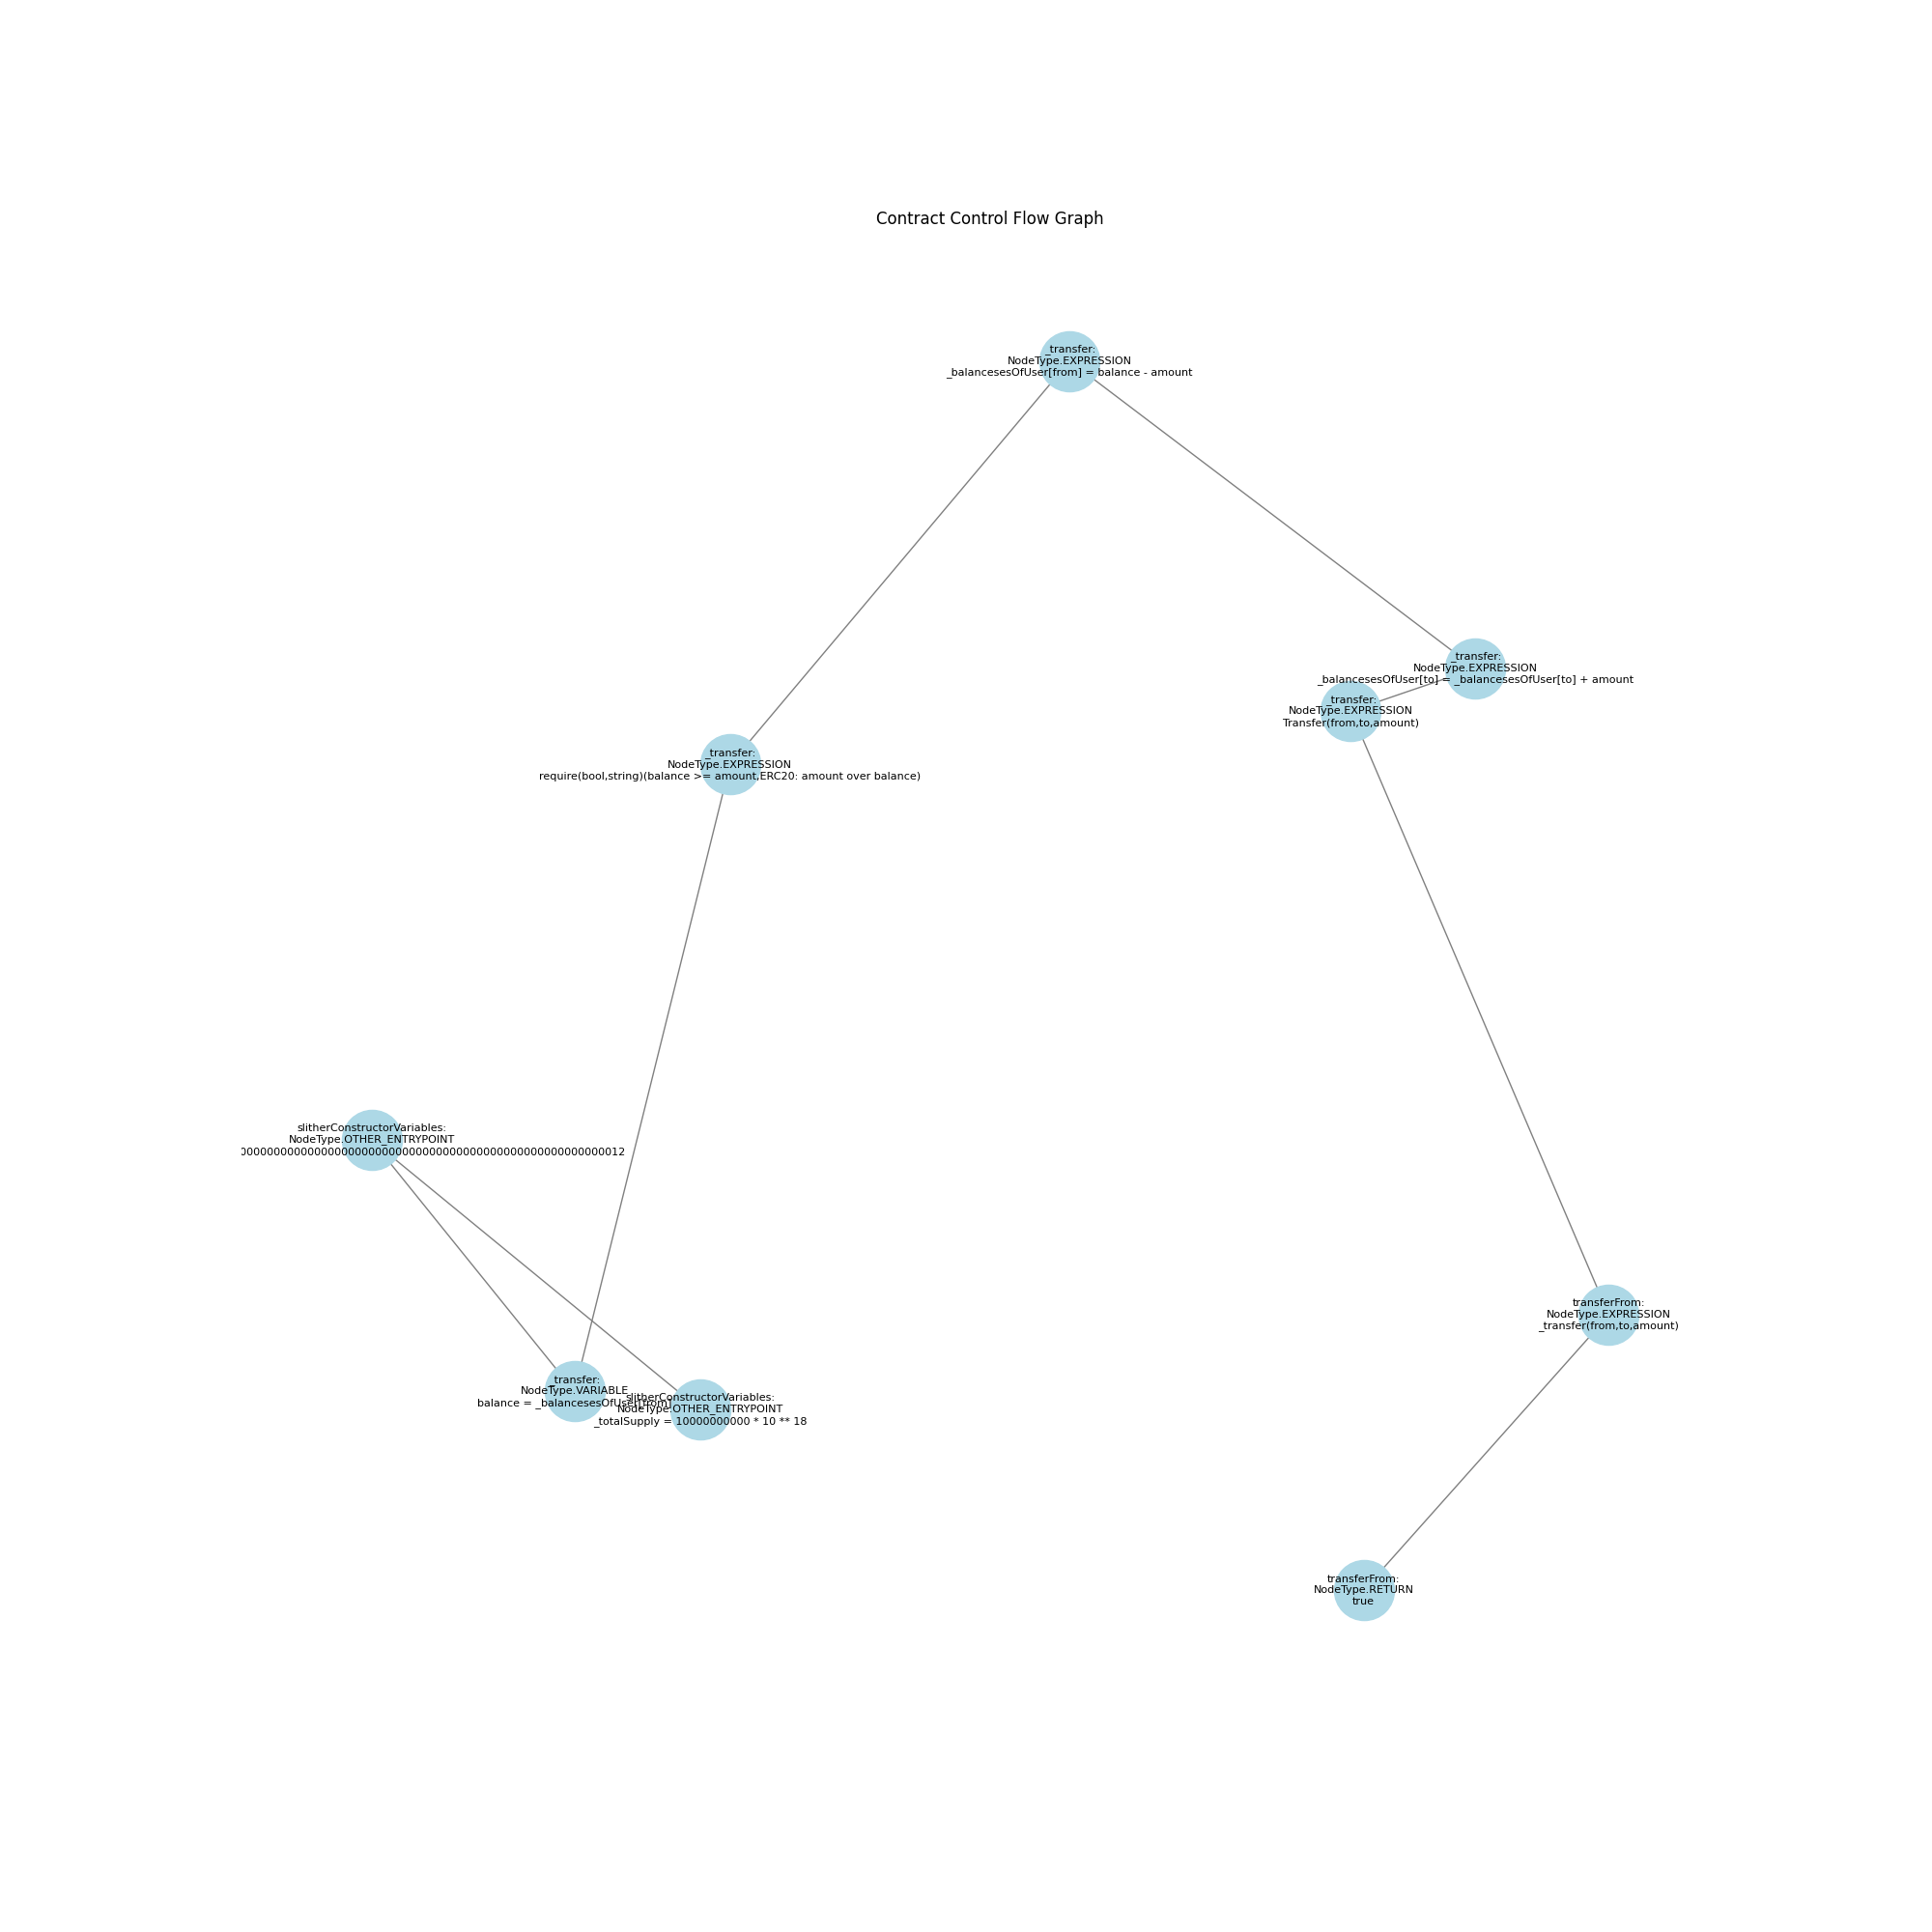 Contract Control Flow Graph
_transfer:
NodeType.EXPRESSION
_balancesesOfUser[from] = balance - amount
_transfer:
NodeType.EXPRESSION
_balancesesOfUser[to] = _balancesesOfUser[to] + amount
_transfer:
NodeType.EXPRESSION
Transfer(from,to,amount)
_transfer:
NodeType.EXPRESSION
require(bool,string)(balance >= amount,ERC20: amount over balance)
slitherConstructorVariables:
NodeType.OTHER_ENTRYPOINT
transferFrom:
NodeType.EXPRESSION
_transfer(from,to,amount)
_transfer:
NodeType.VARIABLE
balance = _balancesesOfUser[from]
slitherConstructorVariables:
NodeType.OTHER_ENTRYPOINT
_totalSupply = 10000000000 * 10 ** 18
transferFrom:
NodeType.RETURN
true